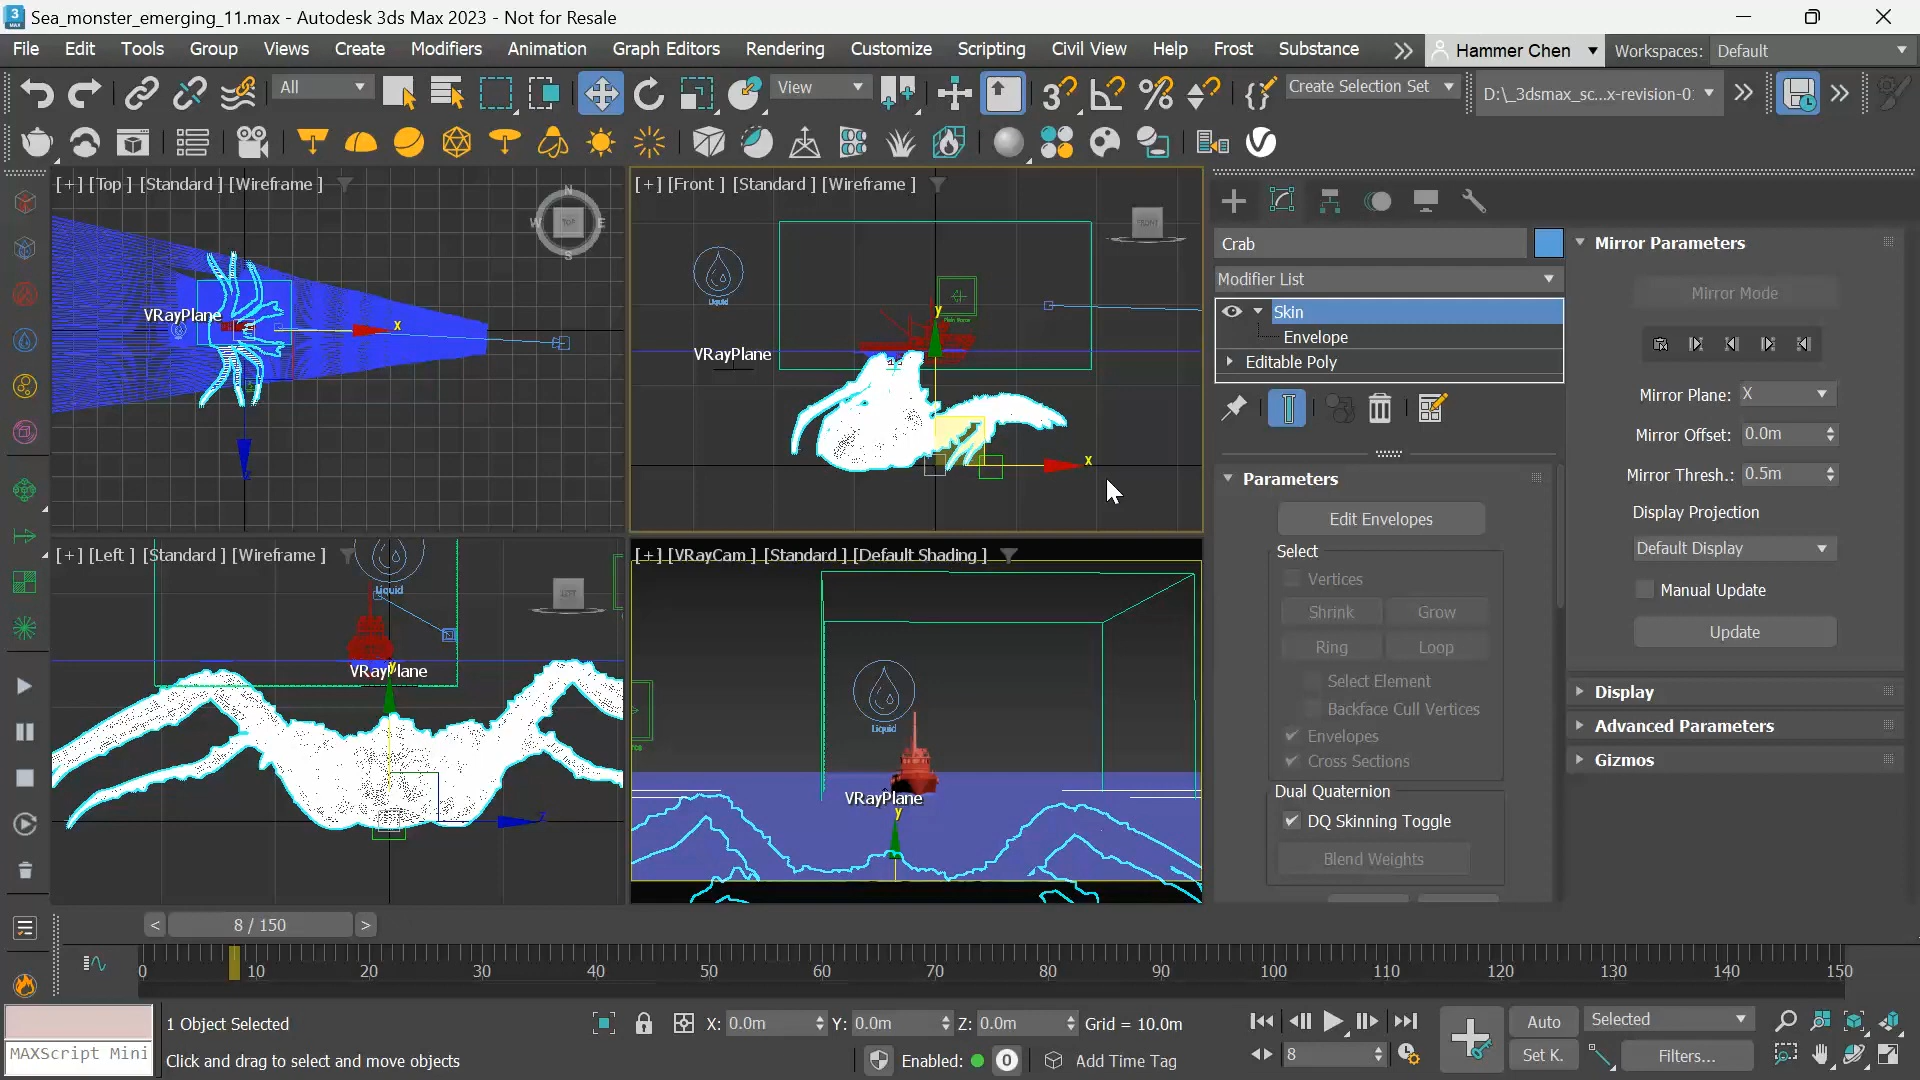 Sea_monster_emerging_11.max - Autodesk 3ds Max 2023 - Not for Resale
File Edit Tools Group Views Create Modifiers Animation Graph Editors Rendering Customize Scripting Civil View Help Frost Substance Hammer Chen Workspaces: Default
All View Create Selection Set D:\_3dsmax_sc...x-revision-0
[+] [Top ] [Standard ] [Wireframe ]
N
W TOP E
S
VRayPlane
x
[+] [Front ] [Standard ] [Wireframe ]
FRONT
Liquid
VRayPlane
y
x
[+] [Left ] [Standard ] [Wireframe ]
Liquid
LEFT
VRayPlane
z
[+] [VRayCam ] [Standard ] [Default Shading ]
Liquid
VRayPlane
y
Crab
Modifier List
Skin
Envelope
Editable Poly
Parameters
Edit Envelopes
Select
Vertices
Shrink Grow
Ring Loop
Select Element
Backface Cull Vertices
Envelopes
Cross Sections
Dual Quaternion
DQ Skinning Toggle
Blend Weights
Mirror Parameters
Mirror Mode
Mirror Plane: X
Mirror Offset: 0.0m
Mirror Thresh.: 0.5m
Display Projection
Default Display
Manual Update
Update
Display
Advanced Parameters
Gizmos
< 8 / 150 >
0 10 20 30 40 50 60 70 80 90 100 110 120 130 140 150
MAXScript Mini
1 Object Selected
Click and drag to select and move objects
X: 0.0m Y: 0.0m Z: 0.0m Grid = 10.0m
Enabled: 0 Add Time Tag
8
Auto Selected
Set K. Filters...